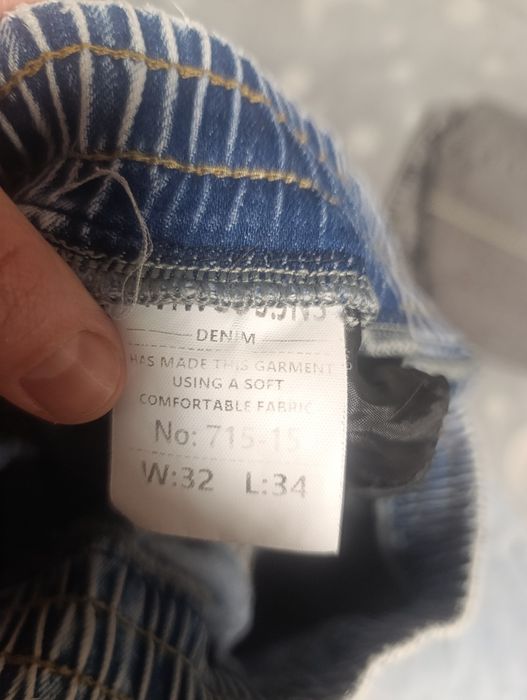 DENIM
HAS MADE THIS GARMENT
USING A SOFT
COMFORTABLE FABRIC
No: 715-15
W:32 L:34